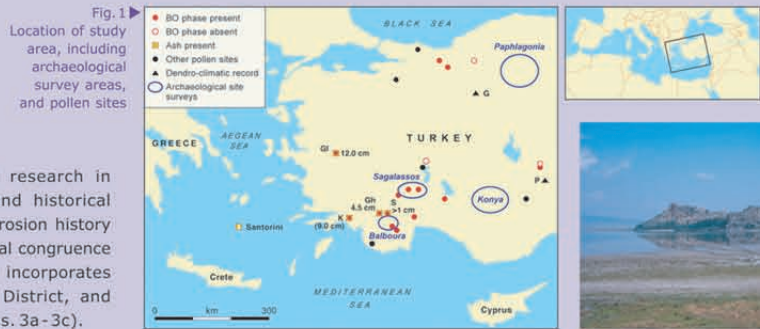 Fig. 1
Location of study
area, including
archaeological
survey areas,
and pollen sites
research in
nd historical
rosion history
al congruence
incorporates
District, and
s. 3a - 3c).
BO phase present
BO phase absent
Ash present
Other pollen sites
Dendro-climatic record
Archaeological site
surveys
BLACK SEA
Paphlagonia
G
TURKEY
GREECE
AEGEAN
SEA
Gl
12.0 cm
Sagalassos
P
Konya
Gh
4.5 cm
S
>1 cm
K
(9.0 cm)
Santorini
Balboura
Crete
MEDITERRANEAN
SEA
Cyprus
0 km 300